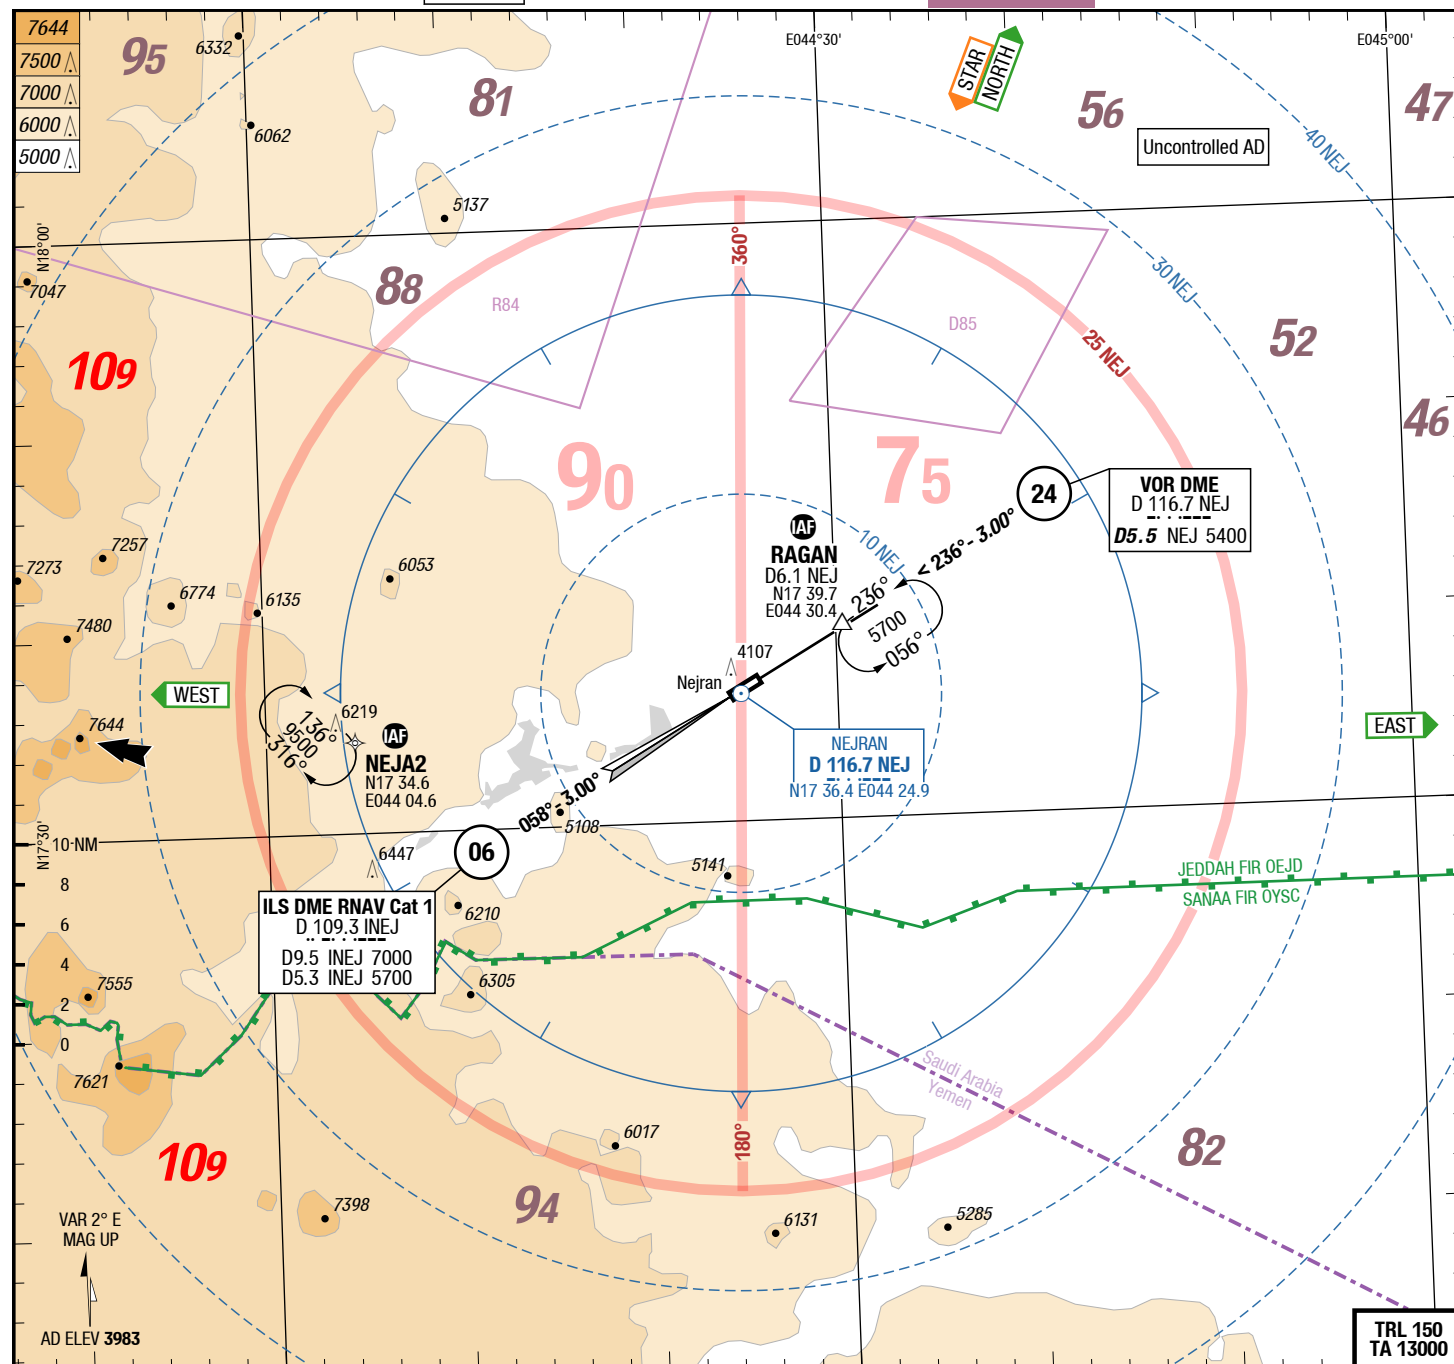 7644
7500
7000
6000
5000
95
6332
6062
81
5137
E044°30'
STAR
NORTH
56
Uncontrolled AD
E045°00'
47
40 NEJ
N18°00'
7047
88
R84
360°
D85
30 NEJ
25 NEJ
52
46
109
90
75
24
VOR DME
D 116.7 NEJ
D5.5 NEJ 5400
< 236°- 3.00°
IAF
RAGAN
D6.1 NEJ
N17 39.7
E044 30.4
10 NEJ
236°
5700
056°
7257
7273
6774
6135
6053
7480
4107
Nejran
WEST
7644
136°
9500
316°
6219
IAF
NEJA2
N17 34.6
E044 04.6
NEJRAN
D 116.7 NEJ
N17 36.4 E044 24.9
EAST
058°- 3.00°
5108
06
6447
N17°30'
10 NM
8
6
4
2
0
ILS DME RNAV Cat 1
D 109.3 INEJ
D9.5 INEJ 7000
D5.3 INEJ 5700
6210
6305
5141
JEDDAH FIR OEJD
SANAA FIR OYSC
7555
7621
Saudi Arabia
Yemen
6017
180°
82
109
94
7398
6131
5285
VAR 2° E
MAG UP
AD ELEV 3983
TRL 150
TA 13000